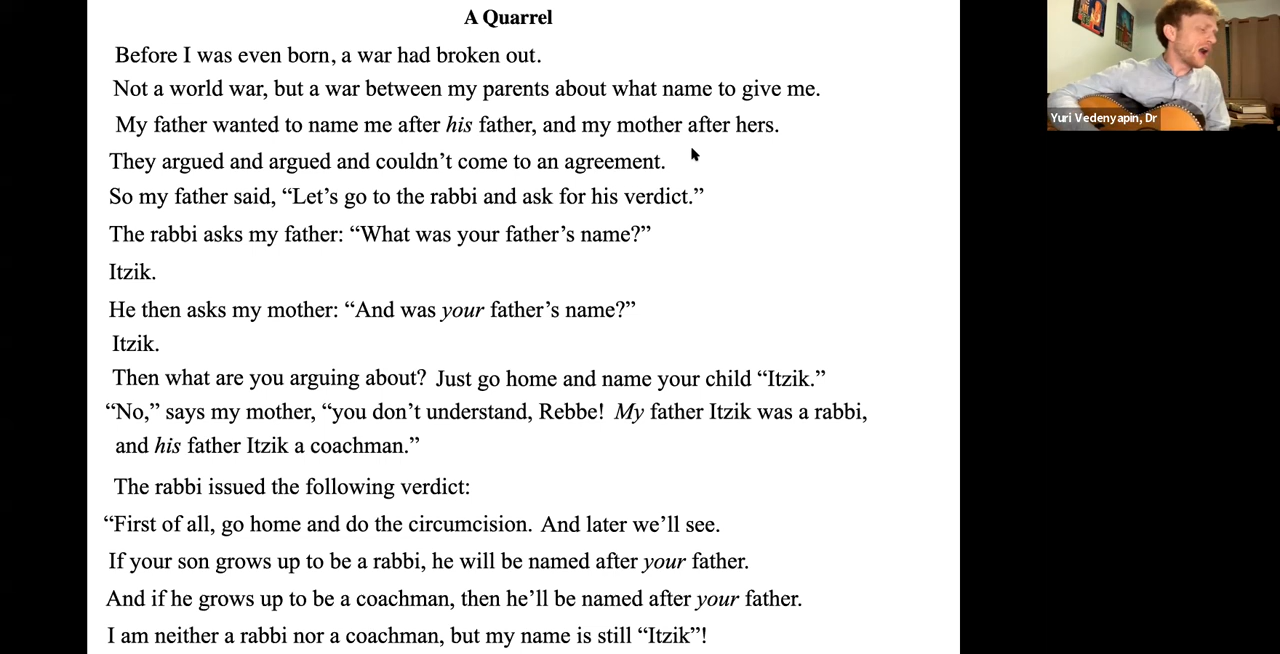 A Quarrel
Before I was even born, a war had broken out.
Not a world war, but a war between my parents about what name to give me.
My father wanted to name me after his father, and my mother after hers.
They argued and argued and couldn’t come to an agreement.
So my father said, “Let’s go to the rabbi and ask for his verdict.”
The rabbi asks my father: “What was your father’s name?”
Itzik.
He then asks my mother: “And was your father’s name?”
Itzik.
Then what are you arguing about? Just go home and name your child “Itzik.”
“No,” says my mother, “you don’t understand, Rebbe! My father Itzik was a rabbi,
and his father Itzik a coachman.”
The rabbi issued the following verdict:
“First of all, go home and do the circumcision. And later we’ll see.
If your son grows up to be a rabbi, he will be named after your father.
And if he grows up to be a coachman, then he’ll be named after your father.
I am neither a rabbi nor a coachman, but my name is still “Itzik”!
Yuri Vedenyapin, Dr